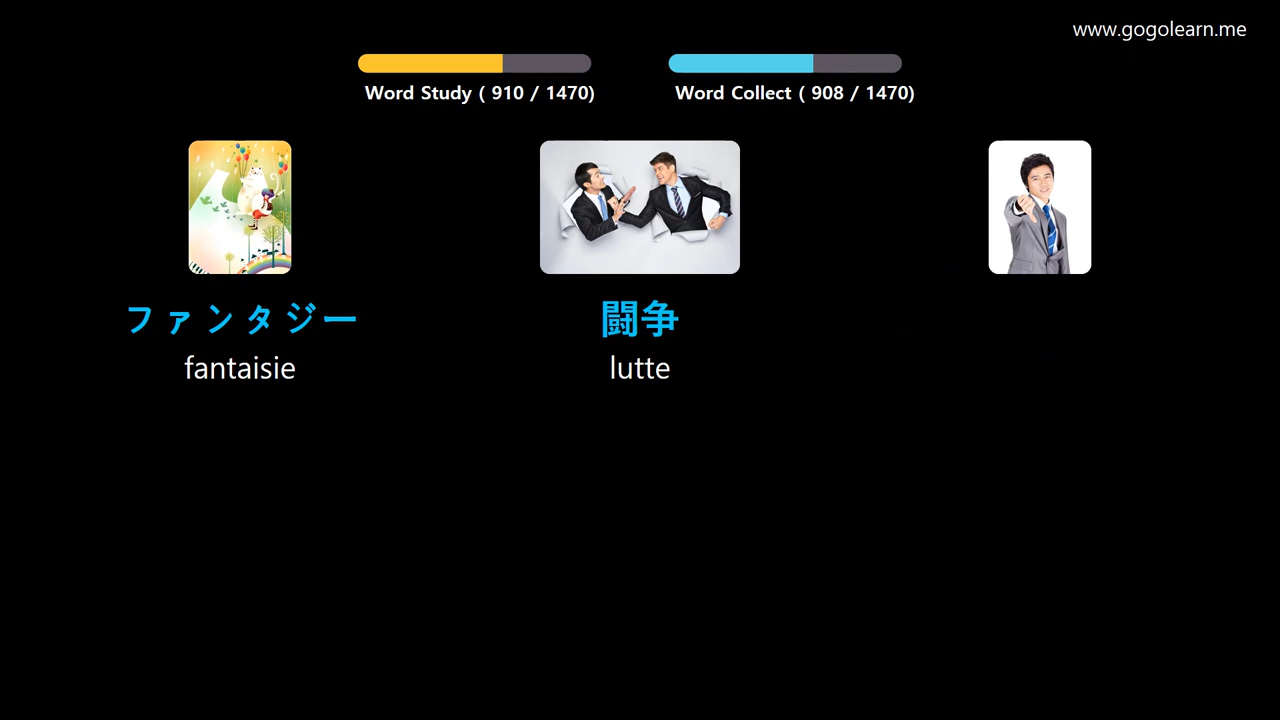 www.gogolearn.me
Word Study ( 910 / 1470)
Word Collect ( 908 / 1470)
ファンタジー
闘争
fantaisie
lutte